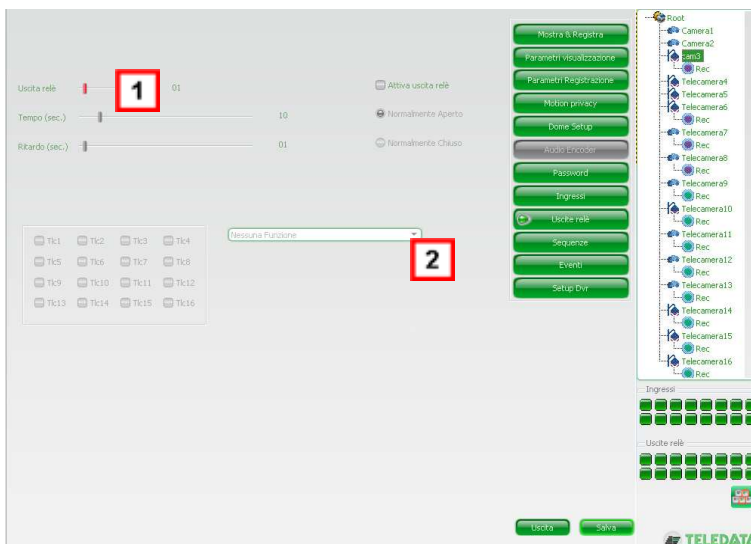 Uscita relè 1 01
Attiva uscita relè
Tempo (sec.) 10
Normalmente Aperto
Ritardo (sec.) 01
Normalmente Chiuso
Tlc1 Tlc2 Tlc3 Tlc4
Tlc5 Tlc6 Tlc7 Tlc8
Tlc9 Tlc10 Tlc11 Tlc12
Tlc13 Tlc14 Tlc15 Tlc16
Nessuna Funzione
2
Mostra & Registra
Parametri visualizzazione
Parametri Registrazione
Motion privacy
Dome Setup
Audio Encoder
Password
Ingressi
Uscite relè
Sequenze
Eventi
Setup Dvr
Uscita
Salva
Root
Camera1
Camera2
cam3
Rec
Telecamera4
Telecamera5
Telecamera6
Rec
Telecamera7
Rec
Telecamera8
Rec
Telecamera9
Rec
Telecamera10
Rec
Telecamera11
Rec
Telecamera12
Rec
Telecamera13
Rec
Telecamera14
Rec
Telecamera15
Rec
Telecamera16
Rec
Ingressi
Uscite relè
TELEDATA